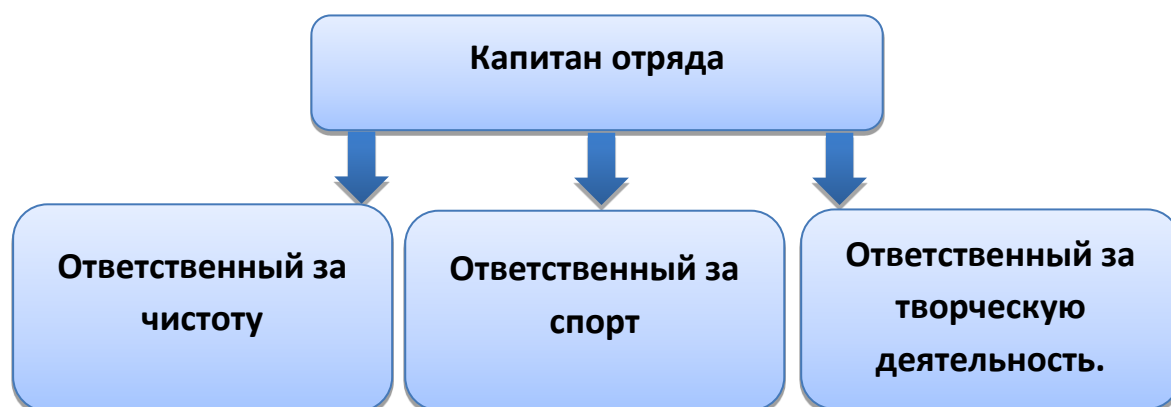 Капитан отряда
Ответственный за
чистоту
Ответственный за
спорт
Ответственный за
творческую
деятельность.